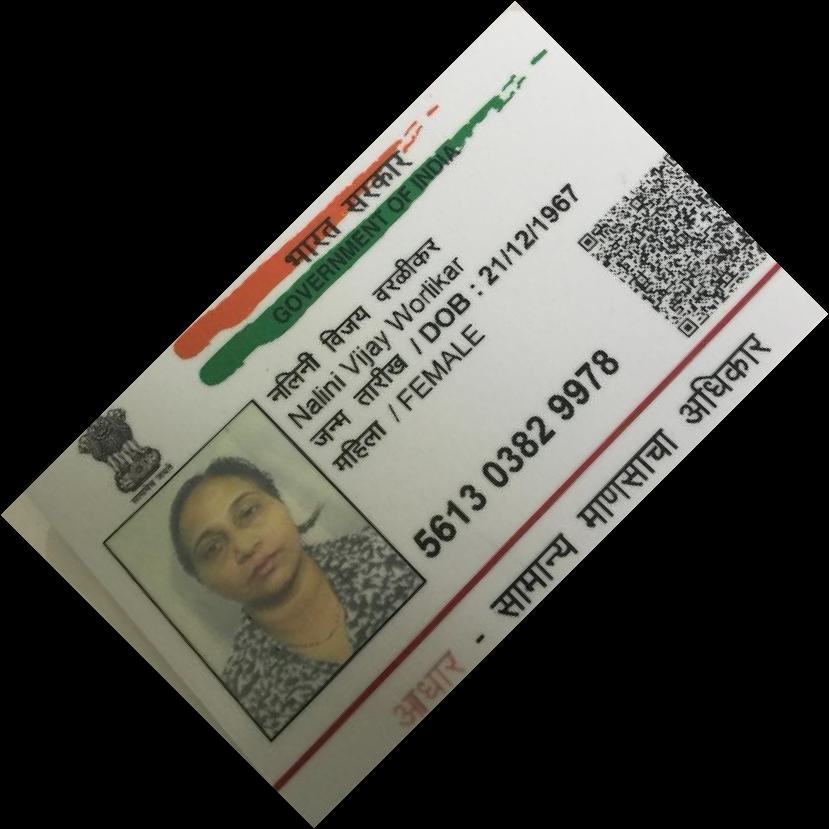 भारत सरकार
GOVERNMENT OF INDIA
नलिनी विजय वरळीकर
Nalini Vijay Worlikar
जन्म तारीख / DOB : 21/12/1967
महिला / FEMALE
सत्यमेव जयते
5613 0382 9978
आधार - सामान्य माणसाचा अधिकार